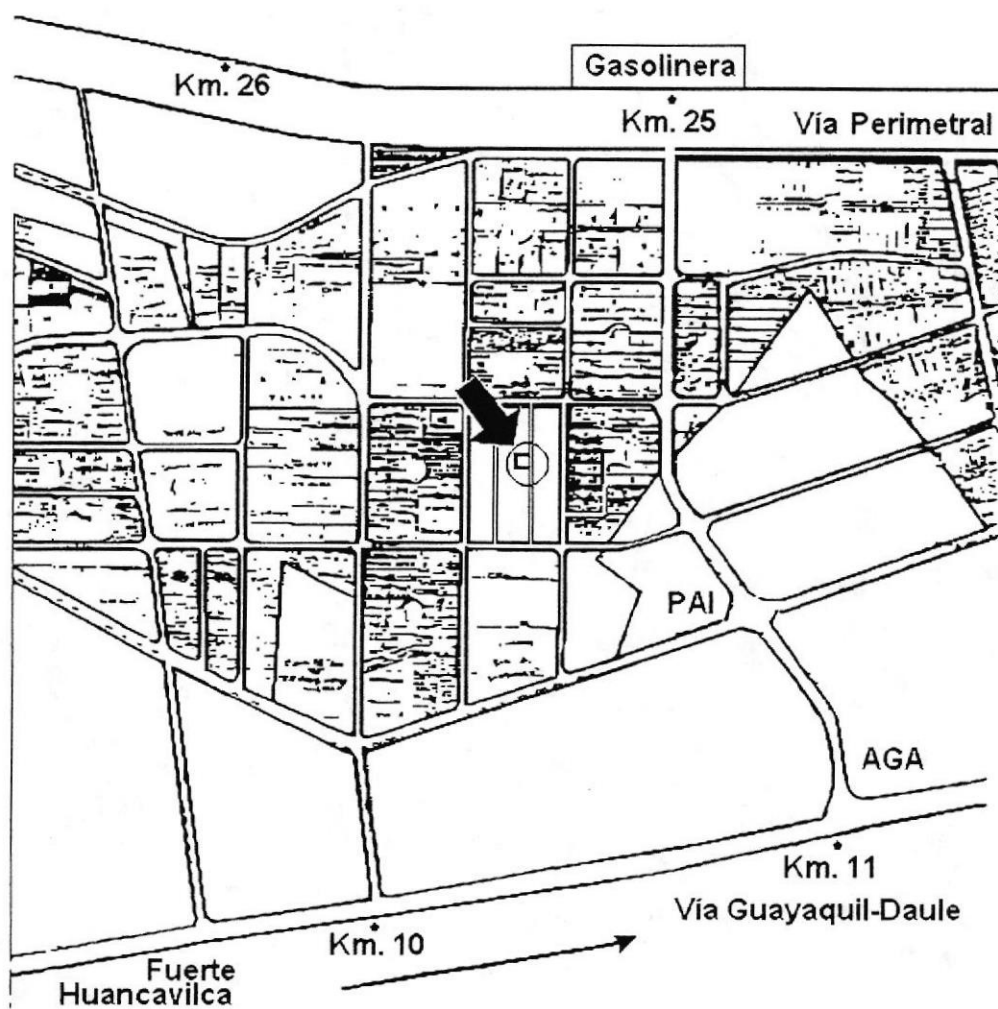 Gasolinera
Km. 26
Km. 25
Vía Perimetral
PAI
AGA
Km. 11
Vía Guayaquil-Daule
Km. 10
Fuerte
Huancavilca